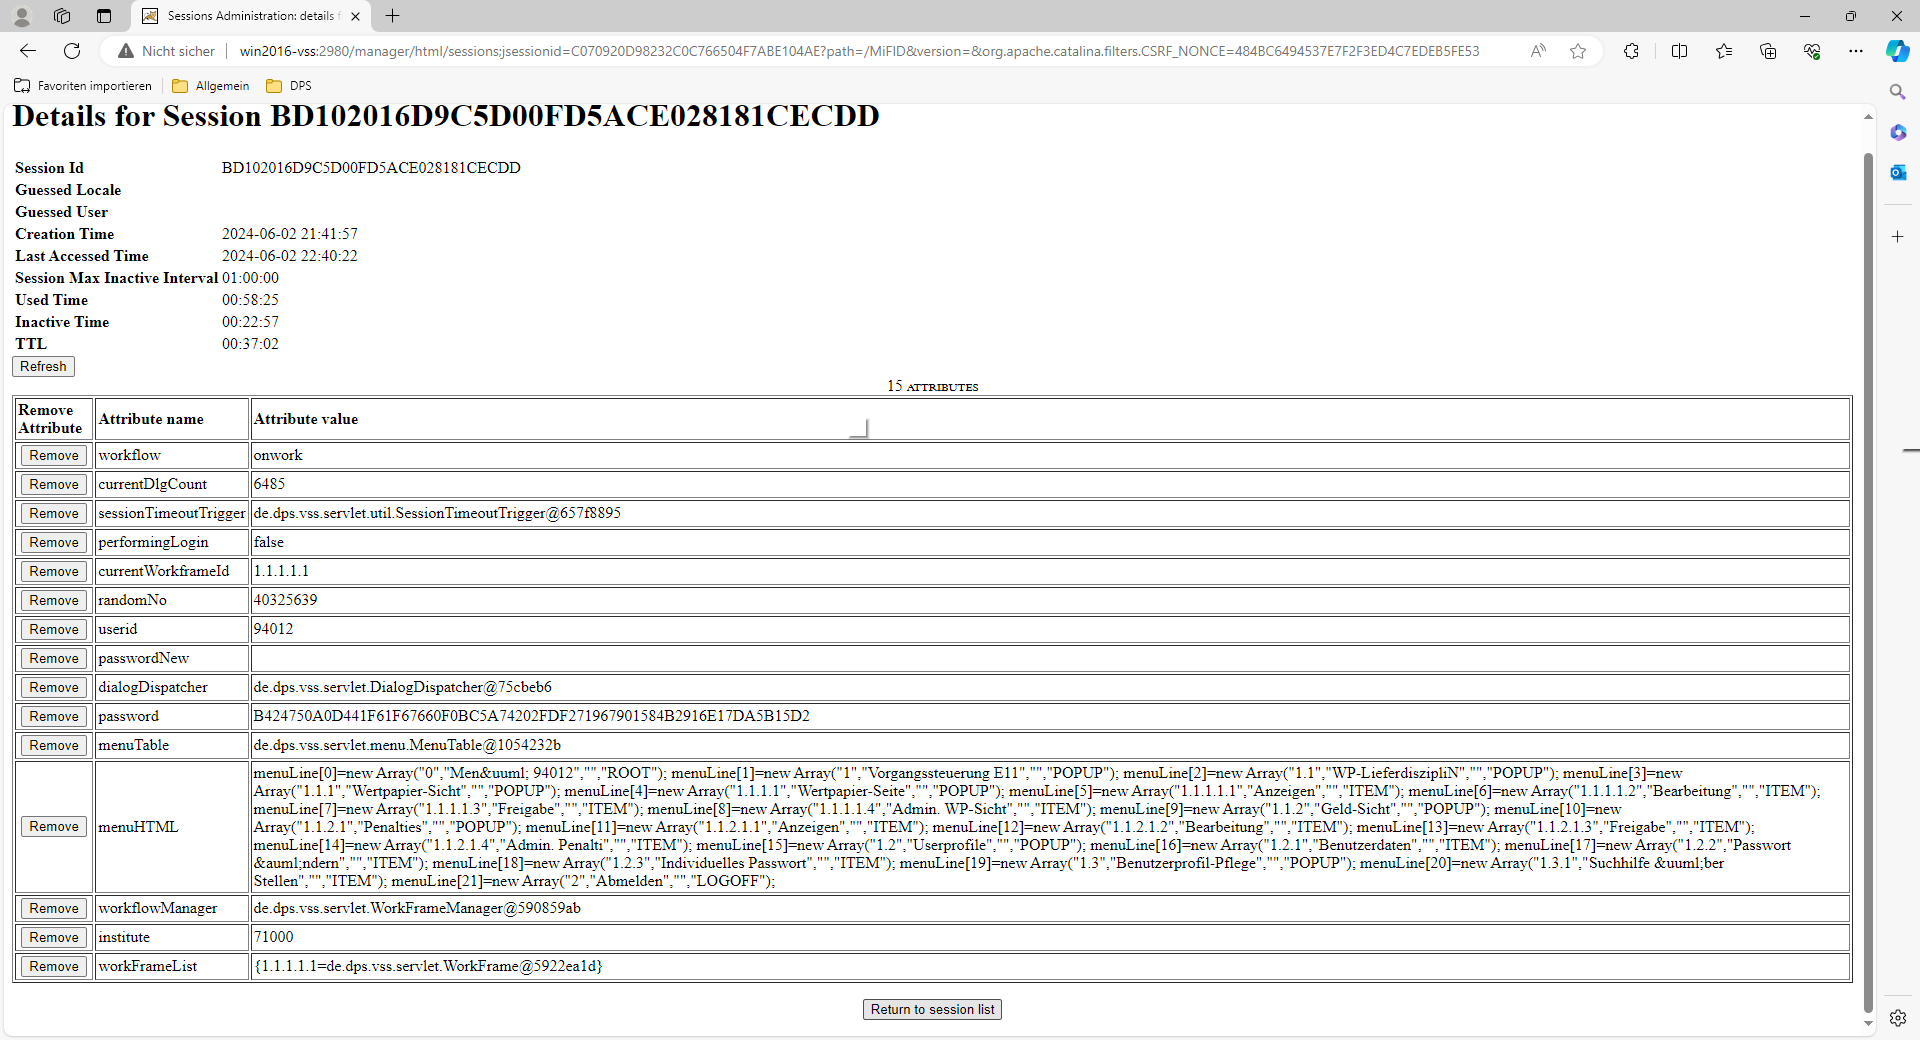 Sessions Administration: details f
Nicht sicher
win2016-vss:2980/manager/html/sessions;jsessionid=C070920D98232C0C766504F7ABE104AE?path=/MiFID&version=&org.apache.catalina.filters.CSRF_NONCE=484BC6494537E7F2F3ED4C7EDEB5FE53
Favoriten importieren
Allgemein
DPS
Details for Session BD102016D9C5D00FD5ACE028181CECDD
Session Id BD102016D9C5D00FD5ACE028181CECDD
Guessed Locale
Guessed User
Creation Time 2024-06-02 21:41:57
Last Accessed Time 2024-06-02 22:40:22
Session Max Inactive Interval 01:00:00
Used Time 00:58:25
Inactive Time 00:22:57
TTL 00:37:02
Refresh
15 ATTRIBUTES
Remove Attribute Attribute name Attribute value
Remove workflow onwork
Remove currentDlgCount 6485
Remove sessionTimeoutTrigger de.dps.vss.servlet.util.SessionTimeoutTrigger@657f8895
Remove performingLogin false
Remove currentWorkframeId 1.1.1.1.1
Remove randomNo 40325639
Remove userid 94012
Remove passwordNew
Remove dialogDispatcher de.dps.vss.servlet.DialogDispatcher@75cbeb6
Remove password B424750A0D441F61F67660F0BC5A74202FDF271967901584B2916E17DA5B15D2
Remove menuTable de.dps.vss.servlet.menu.MenuTable@1054232b
Remove menuHTML
menuLine[0]=new Array("0","Men&uuml; 94012","","ROOT"); menuLine[1]=new Array("1","Vorgangssteuerung E11","","POPUP"); menuLine[2]=new Array("1.1","WP-LieferdiszipliN","","POPUP"); menuLine[3]=new
Array("1.1.1","Wertpapier-Sicht","","POPUP"); menuLine[4]=new Array("1.1.1.1","Wertpapier-Seite","","POPUP"); menuLine[5]=new Array("1.1.1.1.1","Anzeigen","","ITEM"); menuLine[6]=new Array("1.1.1.1.2","Bearbeitung","","ITEM");
menuLine[7]=new Array("1.1.1.1.3","Freigabe","","ITEM"); menuLine[8]=new Array("1.1.1.1.4","Admin. WP-Sicht","","ITEM"); menuLine[9]=new Array("1.1.2","Geld-Sicht","","POPUP"); menuLine[10]=new
Array("1.1.2.1","Penalties","","POPUP"); menuLine[11]=new Array("1.1.2.1.1","Anzeigen","","ITEM"); menuLine[12]=new Array("1.1.2.1.2","Bearbeitung","","ITEM"); menuLine[13]=new Array("1.1.2.1.3","Freigabe","","ITEM");
menuLine[14]=new Array("1.1.2.1.4","Admin. Penalti","","ITEM"); menuLine[15]=new Array("1.2","Userprofile","","POPUP"); menuLine[16]=new Array("1.2.1","Benutzerdaten","","ITEM"); menuLine[17]=new Array("1.2.2","Passwort
&auml;ndern","","ITEM"); menuLine[18]=new Array("1.2.3","Individuelles Passwort","","ITEM"); menuLine[19]=new Array("1.3","Benutzerprofil-Pflege","","POPUP"); menuLine[20]=new Array("1.3.1","Suchhilfe &uuml;ber
Stellen","","ITEM"); menuLine[21]=new Array("2","Abmelden","","LOGOFF");
Remove workflowManager de.dps.vss.servlet.WorkFrameManager@590859ab
Remove institute 71000
Remove workFrameList {1.1.1.1.1=de.dps.vss.servlet.WorkFrame@5922ea1d}
Return to session list